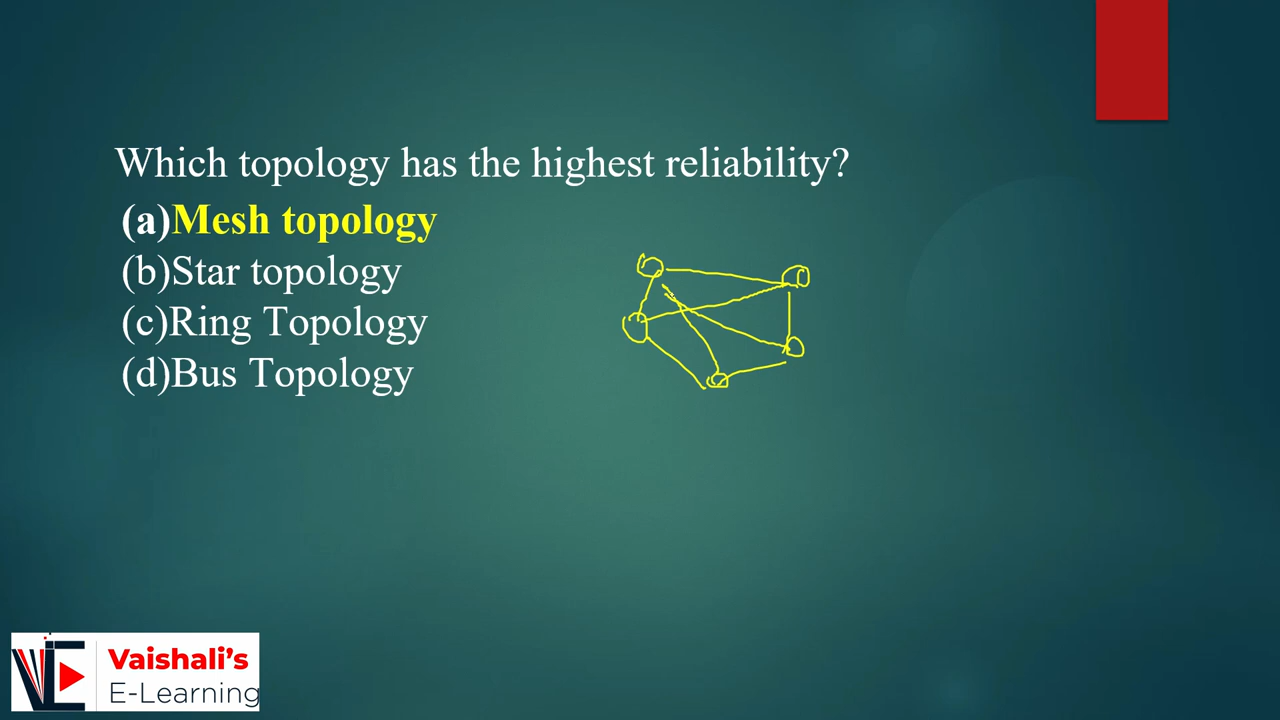 Which topology has the highest reliability?
(a)Mesh topology
(b)Star topology
(c)Ring Topology
(d)Bus Topology
Vaishali's
E-Learning